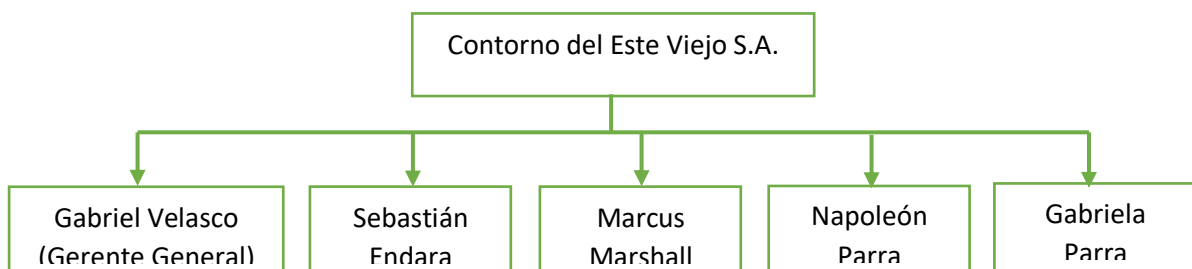 Contorno del Este Viejo S.A.
Gabriel Velasco
(Gerente General)
Sebastián
Endara
Marcus
Marshall
Napoleón
Parra
Gabriela
Parra